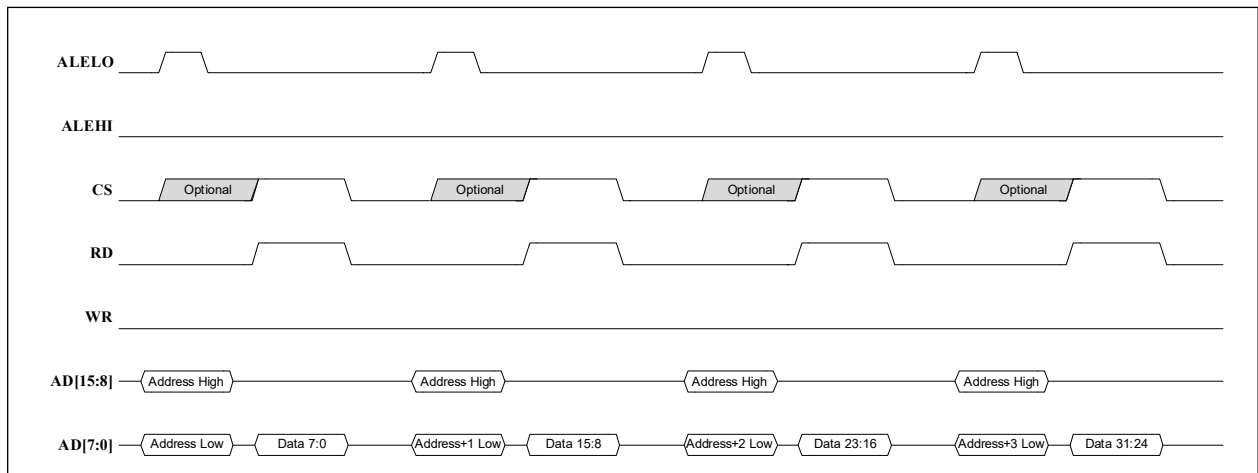 ALELO
ALEHI
CS Optional Optional Optional Optional
RD
WR
AD[15:8] Address High Address High Address High Address High
AD[7:0] Address Low Data 7:0 Address+1 Low Data 15:8 Address+2 Low Data 23:16 Address+3 Low Data 31:24